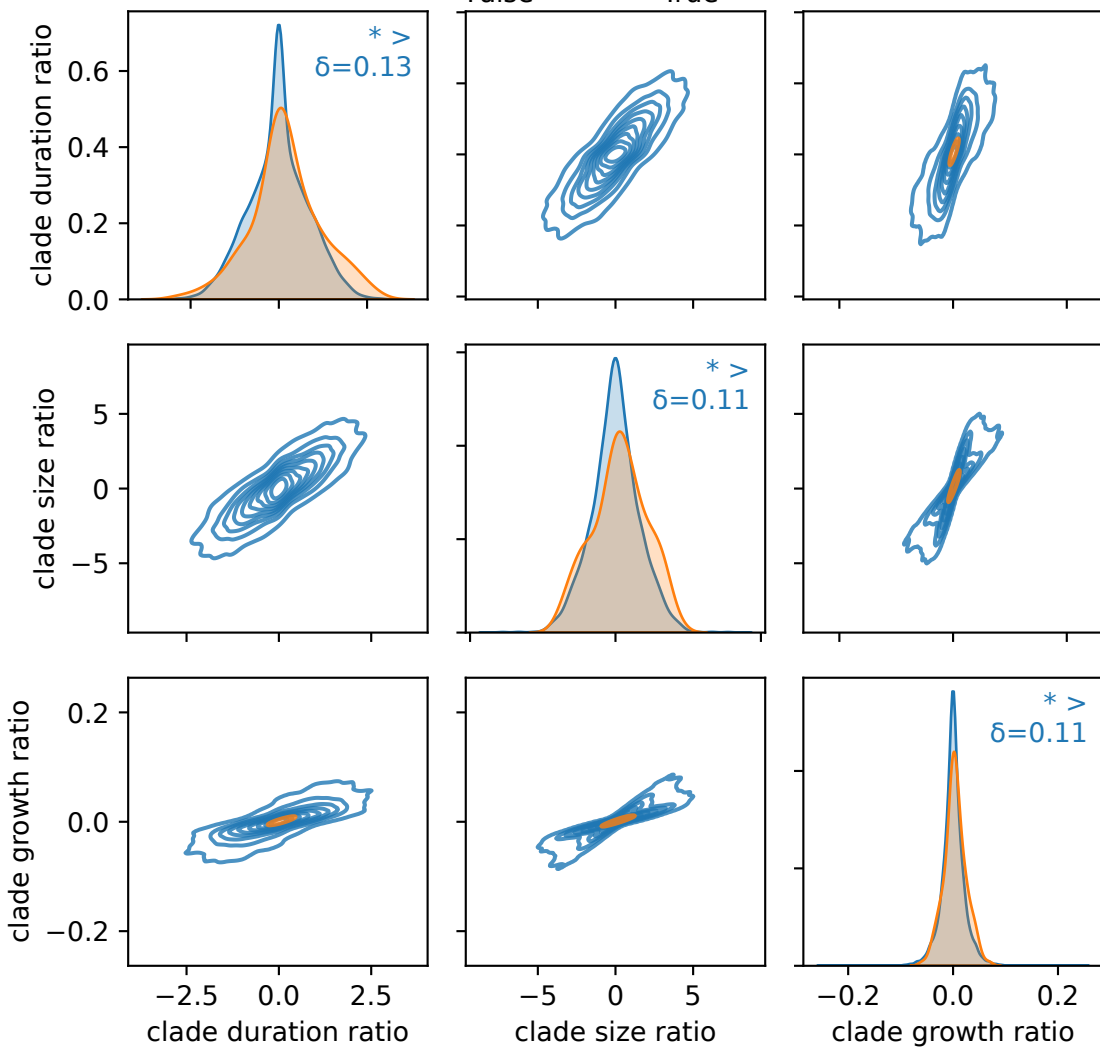 True
clade duration ratio
0.6
0.4
0.2
0.0
* >
δ=0.13
clade size ratio
5
0
−5
* >
δ=0.11
clade growth ratio
0.2
0.0
−0.2
* >
δ=0.11
−2.5 0.0 2.5
−5 0 5
−0.2 0.0 0.2
clade duration ratio
clade size ratio
clade growth ratio